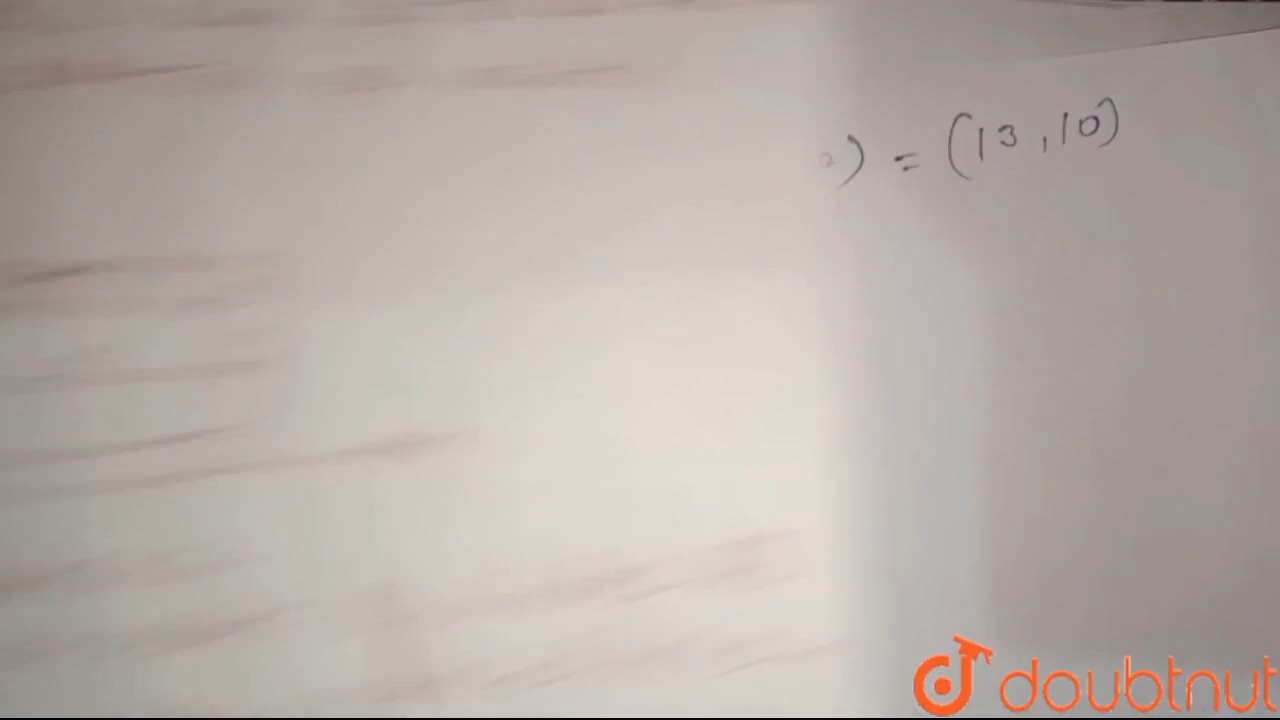 ) = (13, 10)
doubtnut